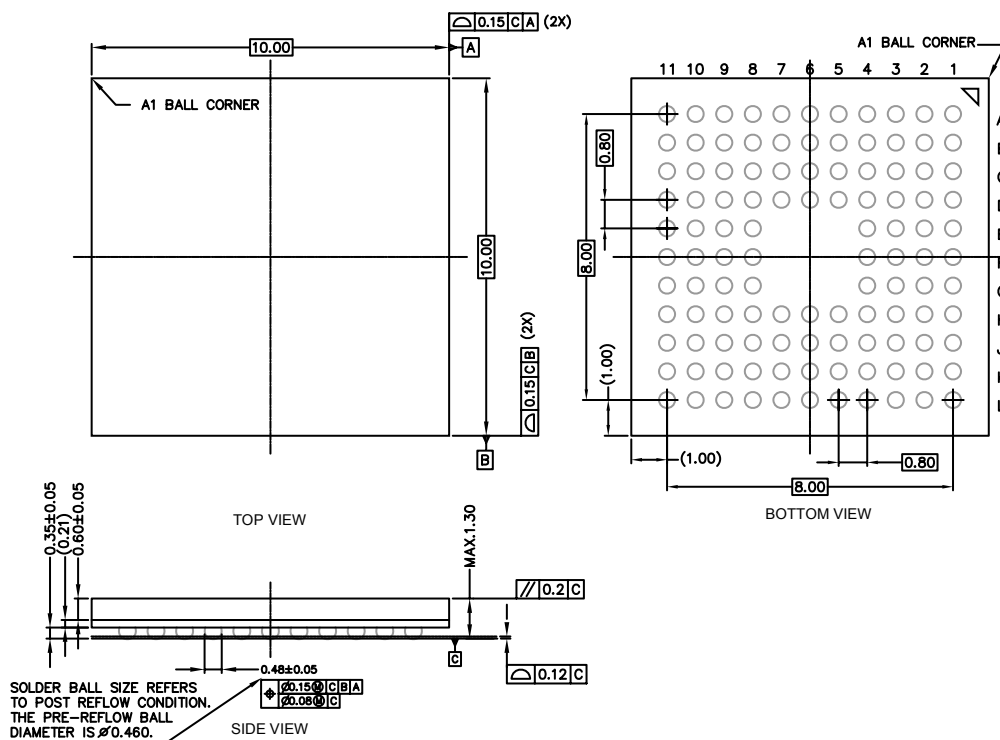 ⌓ 0.15 C A (2X)
10.00
A
A1 BALL CORNER
10.00
⌓ 0.15 C B (2X)
B
TOP VIEW
A1 BALL CORNER
11 10 9 8 7 6 5 4 3 2 1
A
0.80
8.00
(1.00)
J
(1.00)
0.80
8.00
BOTTOM VIEW
0.35±0.05
(0.21)
0.60±0.05
MAX.1.30
// 0.2 C
C
⌓ 0.12 C
0.48±0.05
⌖ Ø0.15Ⓜ C B A
Ø0.08Ⓜ C
SOLDER BALL SIZE REFERS
TO POST REFLOW CONDITION.
THE PRE-REFLOW BALL
DIAMETER IS Ø0.460.
SIDE VIEW